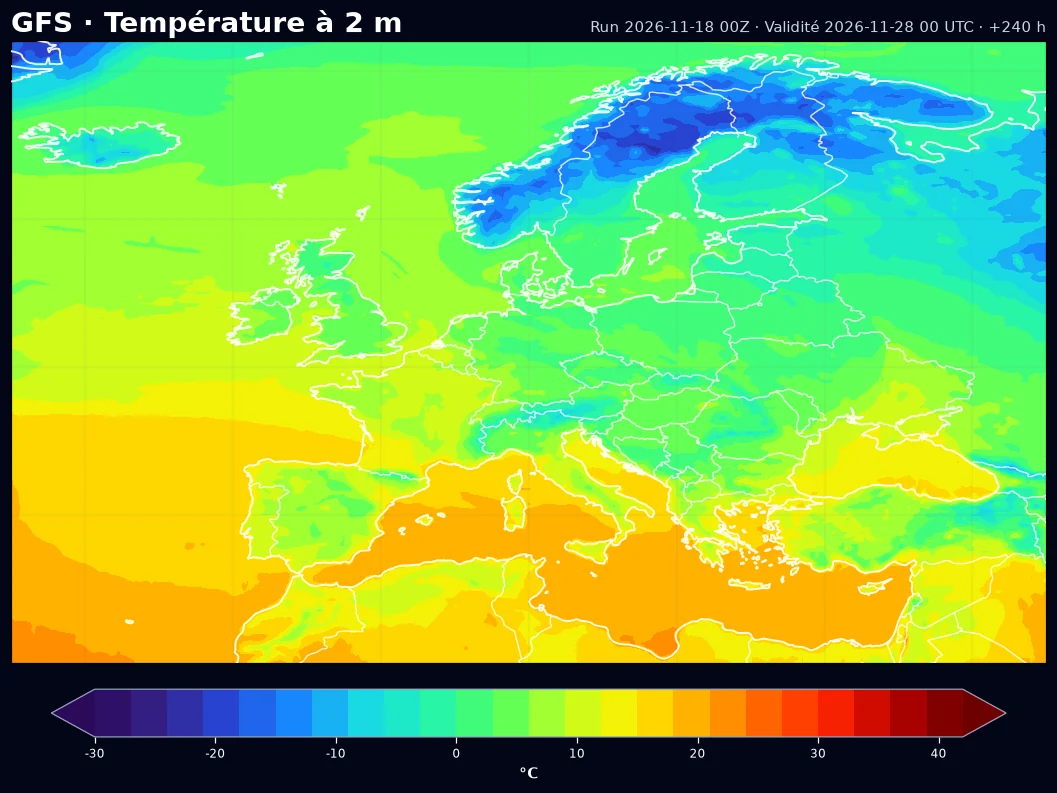 GFS · Température à 2 m
Run 2026-11-18 00Z · Validité 2026-11-28 00 UTC · +240 h
-30 -20 -10 0 10 20 30 40
°C